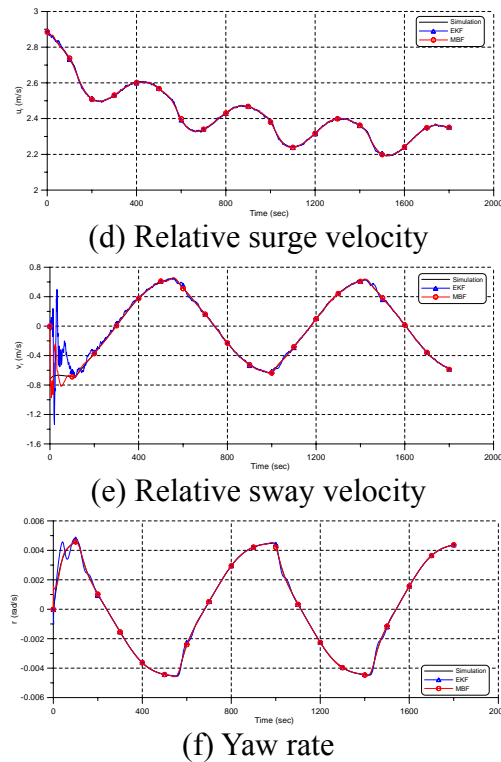 3
2.8
2.6
2.4
2.2
2
uᵣ (m/s)
Simulation
EKF
MBF
0 400 800 1200 1600 2000
Time (sec)
(d) Relative surge velocity
0.8
0.4
0
-0.4
-0.8
-1.2
-1.6
vᵣ (m/s)
Simulation
EKF
MBF
0 400 800 1200 1600 2000
Time (sec)
(e) Relative sway velocity
0.006
0.004
0.002
0
-0.002
-0.004
-0.006
r (rad/s)
Simulation
EKF
MBF
0 400 800 1200 1600 2000
Time (sec)
(f) Yaw rate